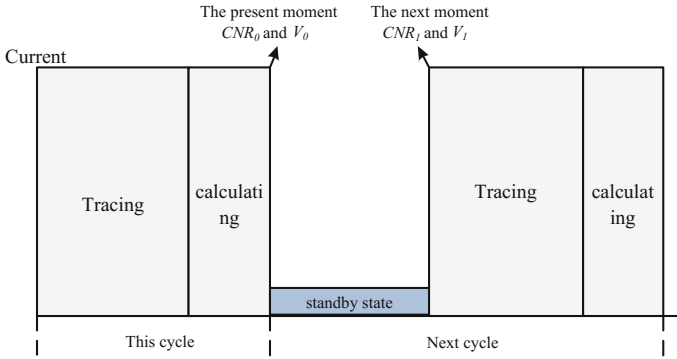 The present moment
CNR0 and V0
The next moment
CNR1 and V1
Current
Tracing
calculati
ng
Tracing
calculat
ing
standby state
This cycle
Next cycle